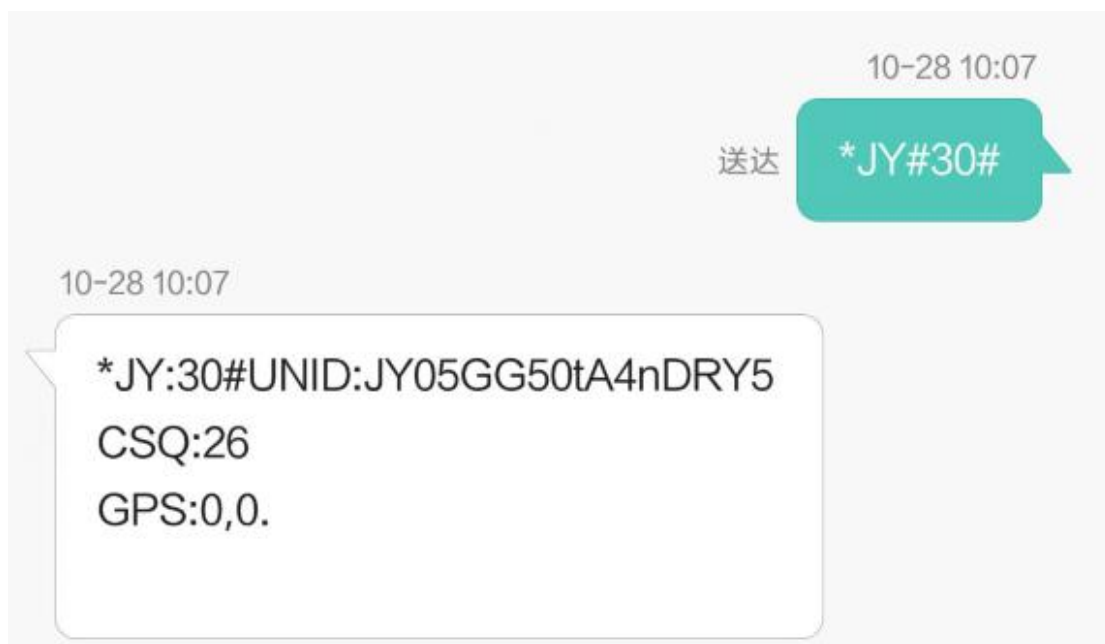 10-28 10:07
送达
*JY#30#
10-28 10:07
*JY:30#UNID:JY05GG50tA4nDRY5
CSQ:26
GPS:0,0.